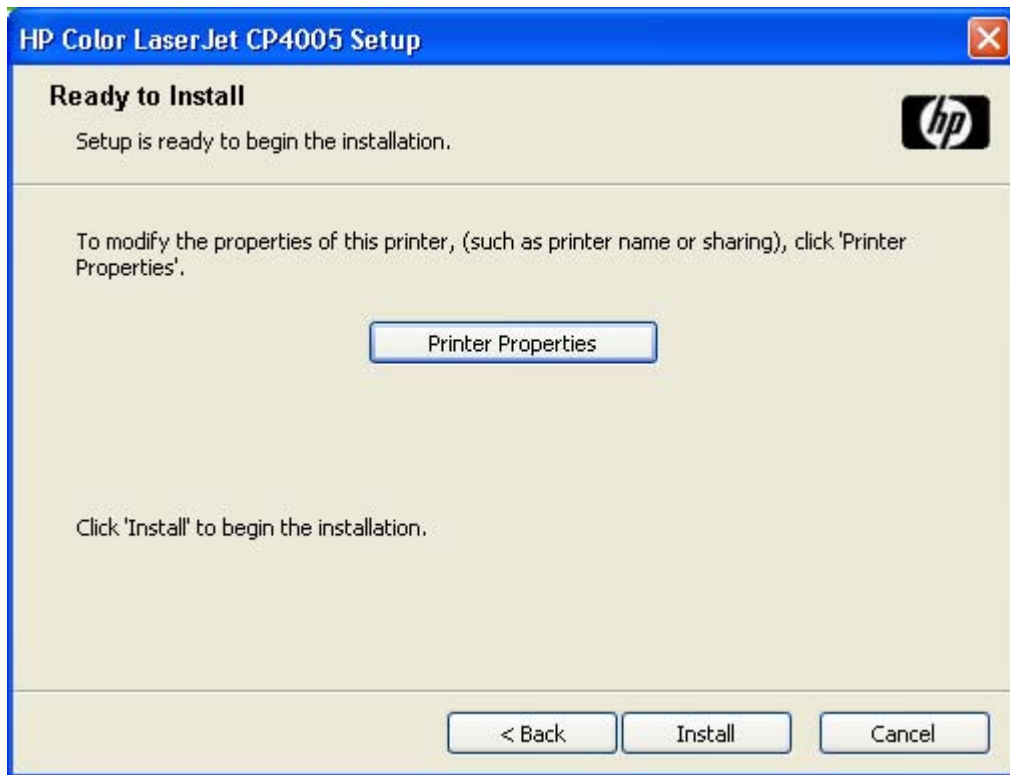 HP Color LaserJet CP4005 Setup
Ready to Install
Setup is ready to begin the installation.
hp
To modify the properties of this printer, (such as printer name or sharing), click 'Printer
Properties'.
Printer Properties
Click 'Install' to begin the installation.
< Back
Install
Cancel